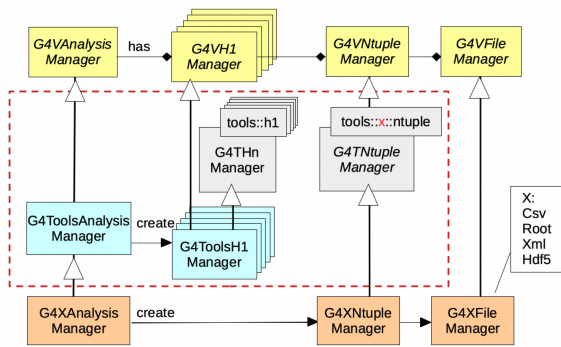 G4VAnalysis
Manager
has
G4VH1
Manager
G4VNtuple
Manager
G4VFile
Manager
tools::h1
G4THn
Manager
tools::x::ntuple
G4TNtuple
Manager
G4ToolsAnalysis
Manager
create
G4ToolsH1
Manager
X:
Csv
Root
Xml
Hdf5
G4XAnalysis
Manager
create
G4XNtuple
Manager
G4XFile
Manager